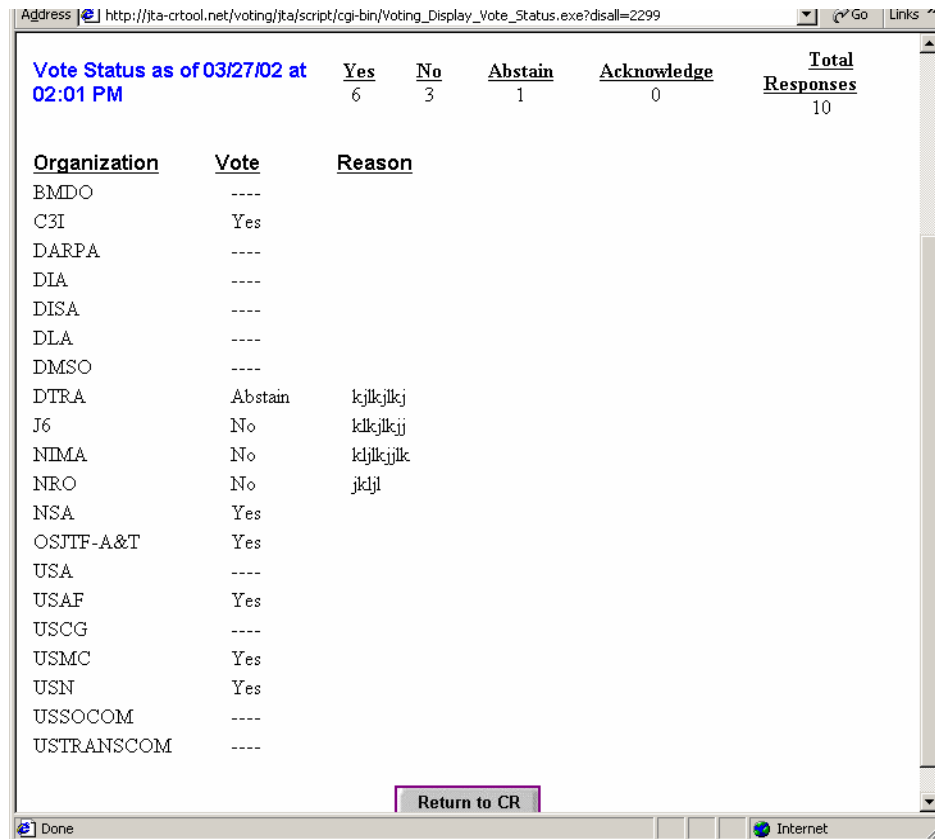 Address http://jta-crtool.net/voting/jta/script/cgi-bin/Voting_Display_Vote_Status.exe?disall=2299 Go Links
Vote Status as of 03/27/02 at 02:01 PM
Yes No Abstain Acknowledge Total Responses
6 3 1 0 10
Organization Vote Reason
BMDO ----
C3I Yes
DARPA ----
DIA ----
DISA ----
DLA ----
DMSO ----
DTRA Abstain kjlkjlkj
J6 No klkjlkjj
NIMA No kljlkjjlk
NRO No jkljl
NSA Yes
OSJTF-A&T Yes
USA ----
USAF Yes
USCG ----
USMC Yes
USN Yes
USSOCOM ----
USTRANSCOM ----
Return to CR
Done Internet